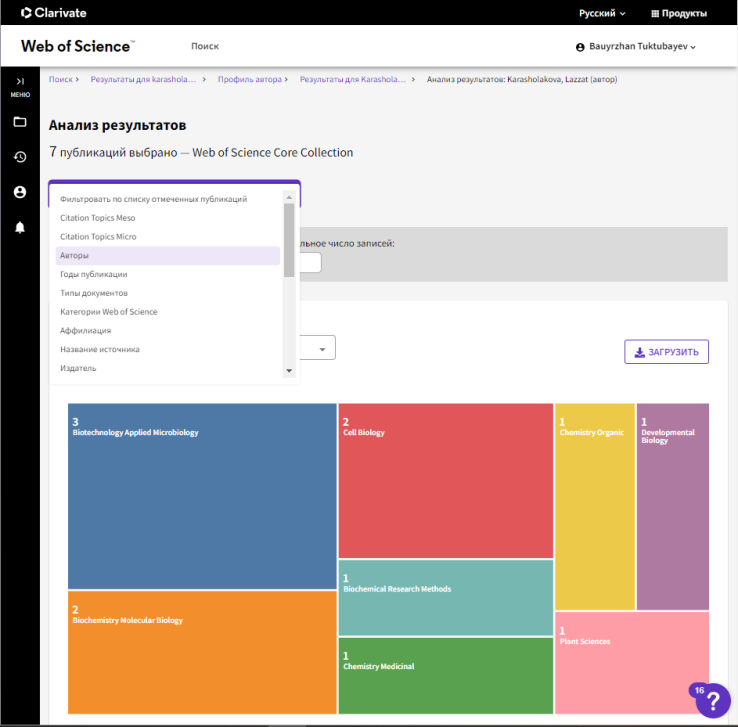 Clarivate
Русский
Продукты
Web of Science™
Поиск
Bauyrzhan Tuktubayev
МЕНЮ
Поиск > Результаты для karashola... > Профиль автора > Результаты для Karashola... > Анализ результатов: Karasholakova, Lazzat (автор)
Анализ результатов
7 публикаций выбрано — Web of Science Core Collection
Фильтровать по списку отмеченных публикаций
Citation Topics Meso
Citation Topics Micro
Авторы
льное число записей:
Годы публикации
Типы документов
Категории Web of Science
Аффилиация
Название источника
Издатель
ЗАГРУЗИТЬ
3
Biotechnology Applied Microbiology
2
Cell Biology
1
Chemistry Organic
1
Developmental
Biology
1
Biochemical Research Methods
2
Biochemistry Molecular Biology
1
Chemistry Medicinal
1
Plant Sciences
16
?